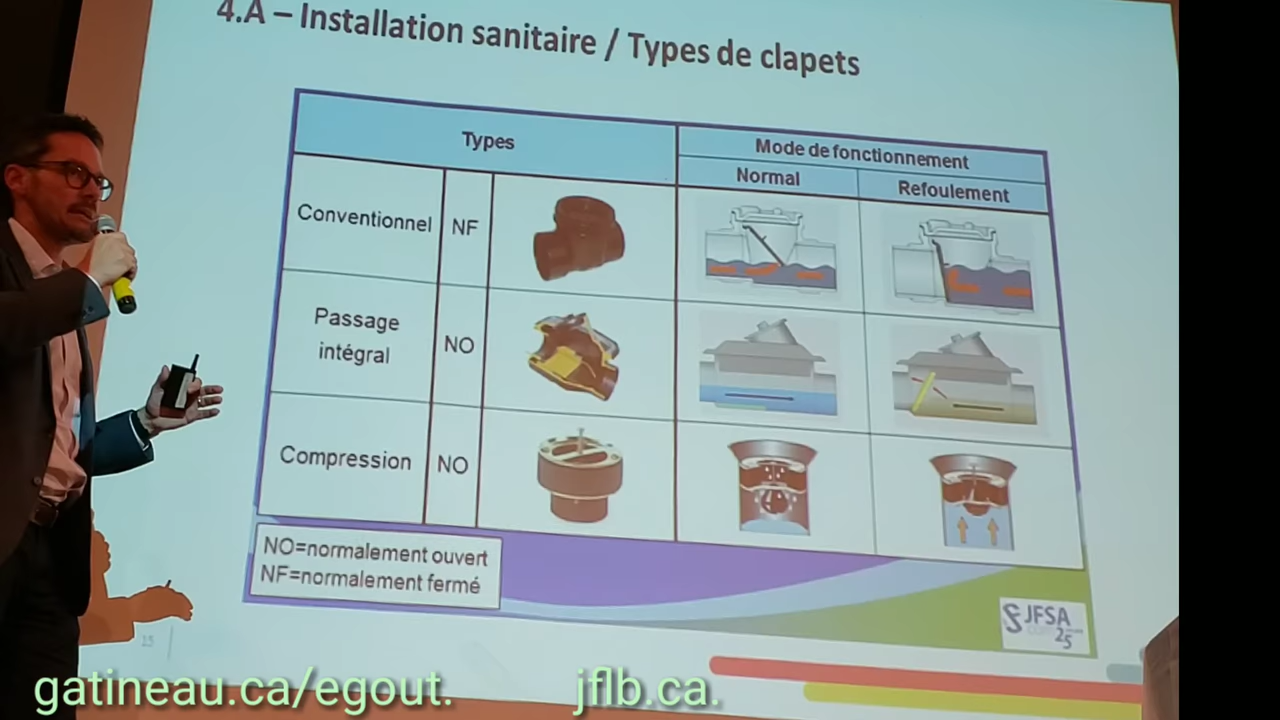 4.A – Installation sanitaire / Types de clapets
Types
Mode de fonctionnement
Normal
Refoulement
Conventionnel
NF
Passage
intégral
NO
Compression
NO
NO=normalement ouvert
NF=normalement fermé
JFSA
25
15
gatineau.ca/egout.
jflb.ca.